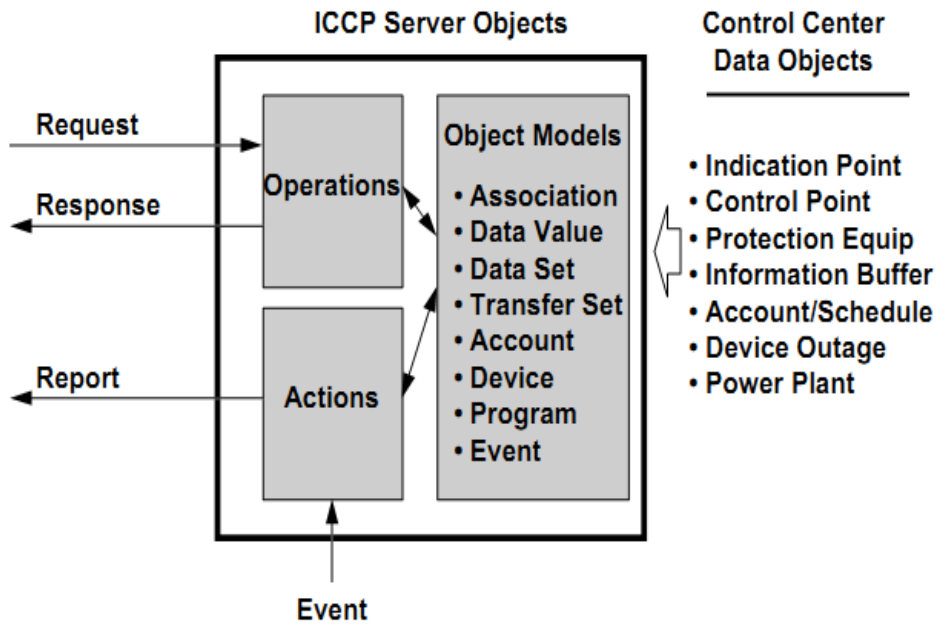 ICCP Server Objects
Control Center
Data Objects
Request
Response
Report
Operations
Actions
Event
Object Models
• Association
• Data Value
• Data Set
• Transfer Set
• Account
• Device
• Program
• Event
• Indication Point
• Control Point
• Protection Equip
• Information Buffer
• Account/Schedule
• Device Outage
• Power Plant